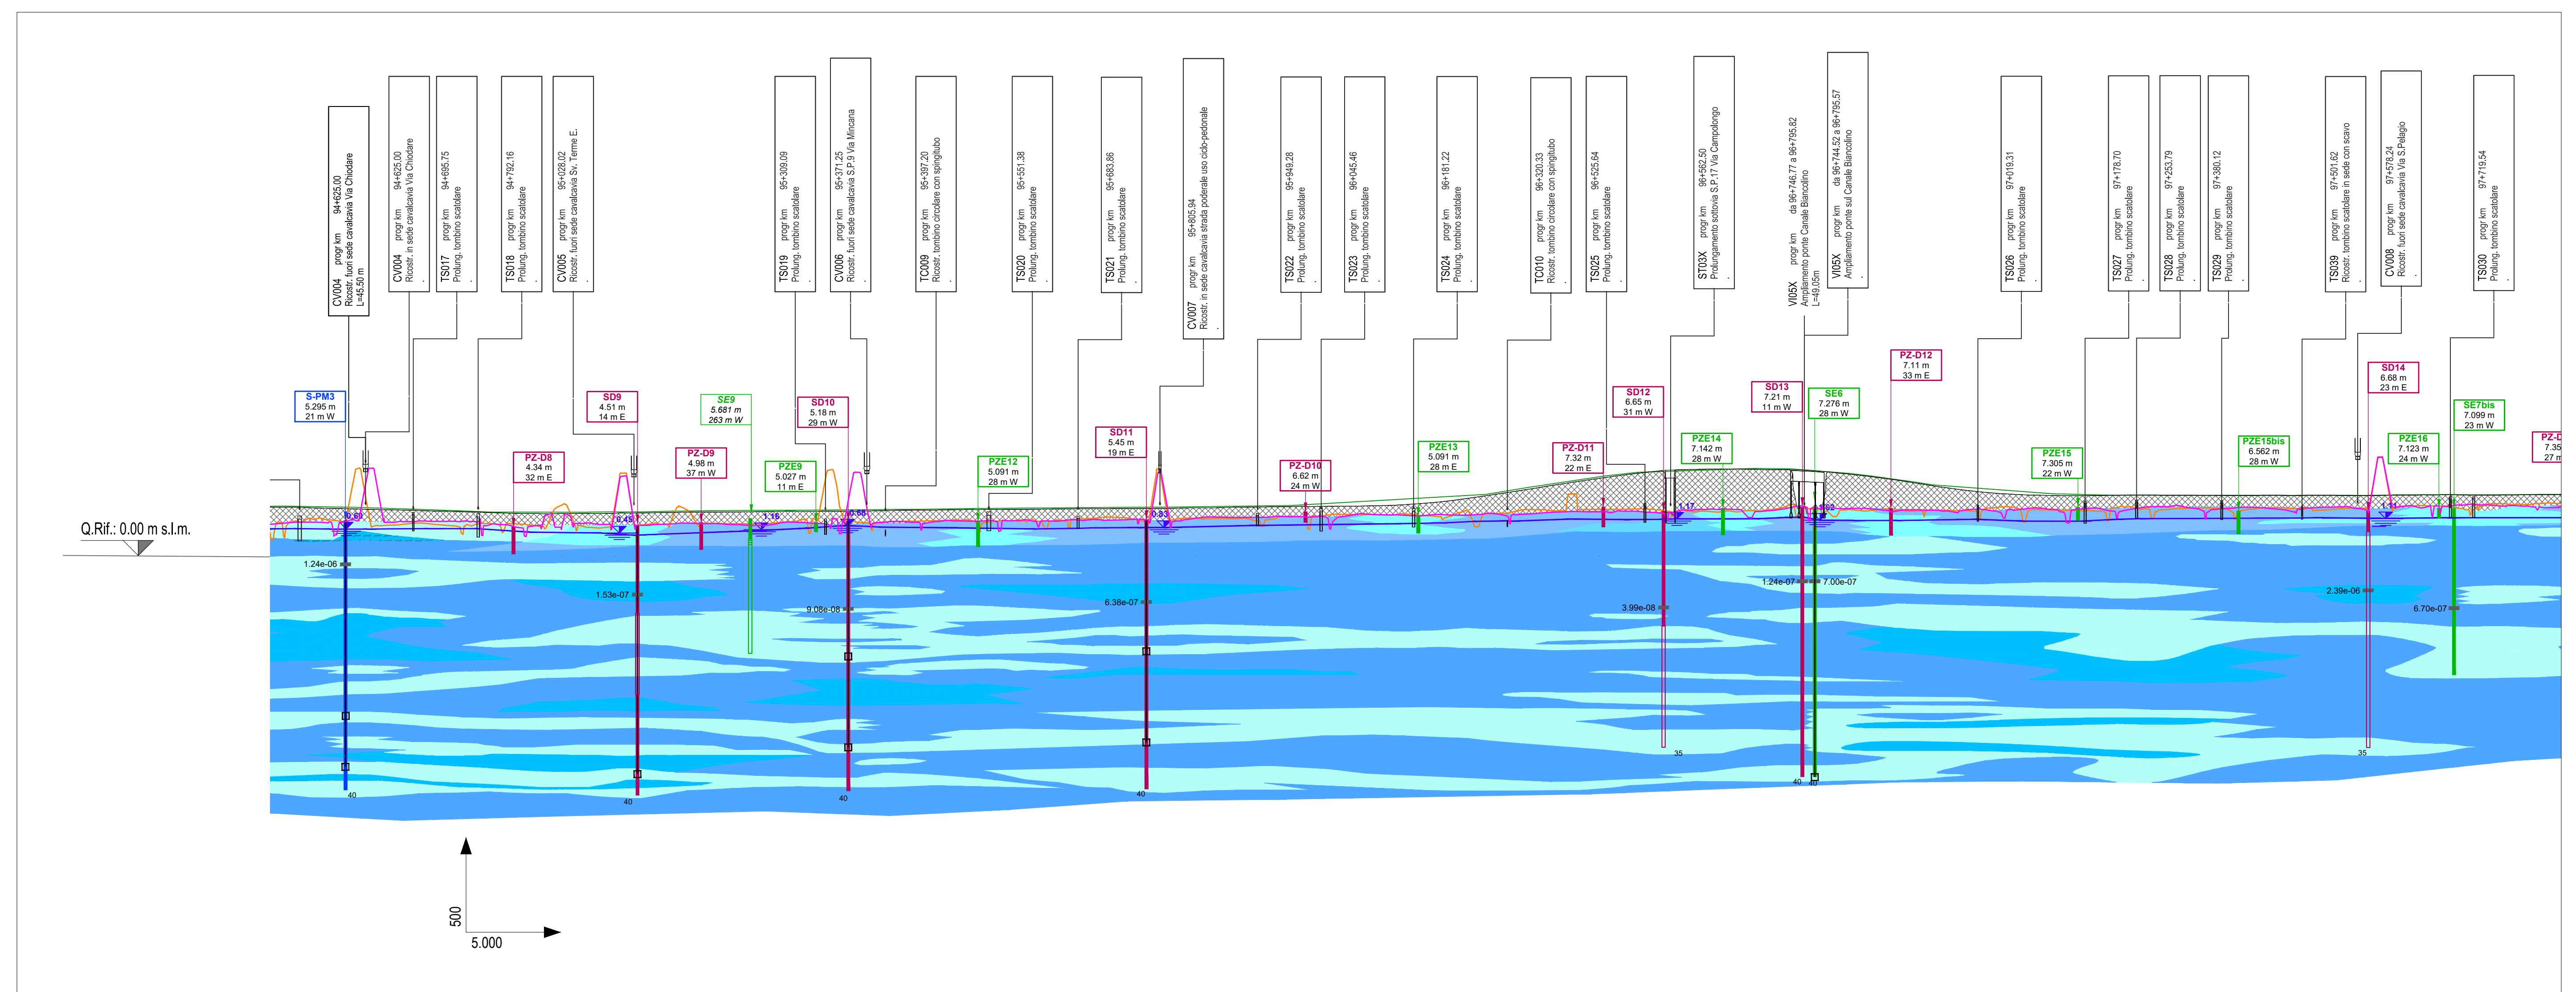 CV004 progr km 94+625.00
Ricostr. fuori sede cavalcavia Via Chiodare
L=45.50 m
CV004 progr km 94+625.00
Ricostr. in sede cavalcavia Via Chiodare
.
TS017 progr km 94+695.75
Prolung. tombino scatolare
.
TS018 progr km 94+792.16
Prolung. tombino scatolare
.
CV005 progr km 95+028.02
Ricostr. fuori sede cavalcavia Sv. Terme E.
.
TS019 progr km 95+309.09
Prolung. tombino scatolare
.
CV006 progr km 95+371.25
Ricostr. fuori sede cavalcavia S.P.9 Via Mincana
.
TC009 progr km 95+397.20
Ricostr. tombino circolare con spingitubo
.
TS020 progr km 95+551.38
Prolung. tombino scatolare
.
TS021 progr km 95+683.86
Prolung. tombino scatolare
.
CV007 progr km 95+805.94
Ricostr. in sede cavalcavia strada poderale uso ciclo-pedonale
.
TS022 progr km 95+949.28
Prolung. tombino scatolare
.
TS023 progr km 96+045.46
Prolung. tombino scatolare
.
TS024 progr km 96+181.22
Prolung. tombino scatolare
.
TC010 progr km 96+320.33
Ricostr. tombino circolare con spingitubo
.
TS025 progr km 96+525.64
Prolung. tombino scatolare
.
ST03X progr km 96+562.50
Prolungamento sottovia S.P.17 Via Campolongo
.
VI05X progr km da 96+746.77 a 96+795.82
Ampliamento ponte Canale Biancolino
L=49.05m
VI05X progr km da 96+744.52 a 96+795.57
Ampliamento ponte sul Canale Biancolino
.
TS026 progr km 97+019.31
Prolung. tombino scatolare
.
TS027 progr km 97+178.70
Prolung. tombino scatolare
.
TS028 progr km 97+253.79
Prolung. tombino scatolare
.
TS029 progr km 97+380.12
Prolung. tombino scatolare
.
TS039 progr km 97+501.62
Ricostr. tombino scatolare in sede con scavo
.
CV008 progr km 97+578.24
Ricostr. fuori sede cavalcavia Via S.Pelagio
.
TS030 progr km 97+719.54
Prolung. tombino scatolare
.
S-PM3
5.295 m
21 m W
PZ-D8
4.34 m
32 m E
SD9
4.51 m
14 m E
PZ-D9
4.98 m
37 m W
SE9
5.681 m
263 m W
PZE9
5.027 m
11 m E
SD10
5.18 m
29 m W
PZE12
5.091 m
28 m W
SD11
5.45 m
19 m E
PZ-D10
6.62 m
24 m W
PZE13
5.091 m
28 m E
PZ-D11
7.32 m
22 m E
SD12
6.65 m
31 m W
PZE14
7.142 m
28 m W
SD13
7.21 m
11 m W
SE6
7.276 m
28 m W
PZ-D12
7.11 m
33 m E
PZE15
7.305 m
22 m W
PZE15bis
6.562 m
28 m W
SD14
6.68 m
23 m E
PZE16
7.123 m
24 m W
SE7bis
7.099 m
23 m W
PZ-D
7.35
27 m
Q.Rif.: 0.00 m s.l.m.
0.60
0.45
1.16
0.68
0.83
1.17
1.24e-06
1.53e-07
9.08e-08
6.38e-07
3.99e-08
1.24e-07
7.00e-07
2.39e-06
6.70e-07
40
40
40
40
35
40
40
35
500
5.000